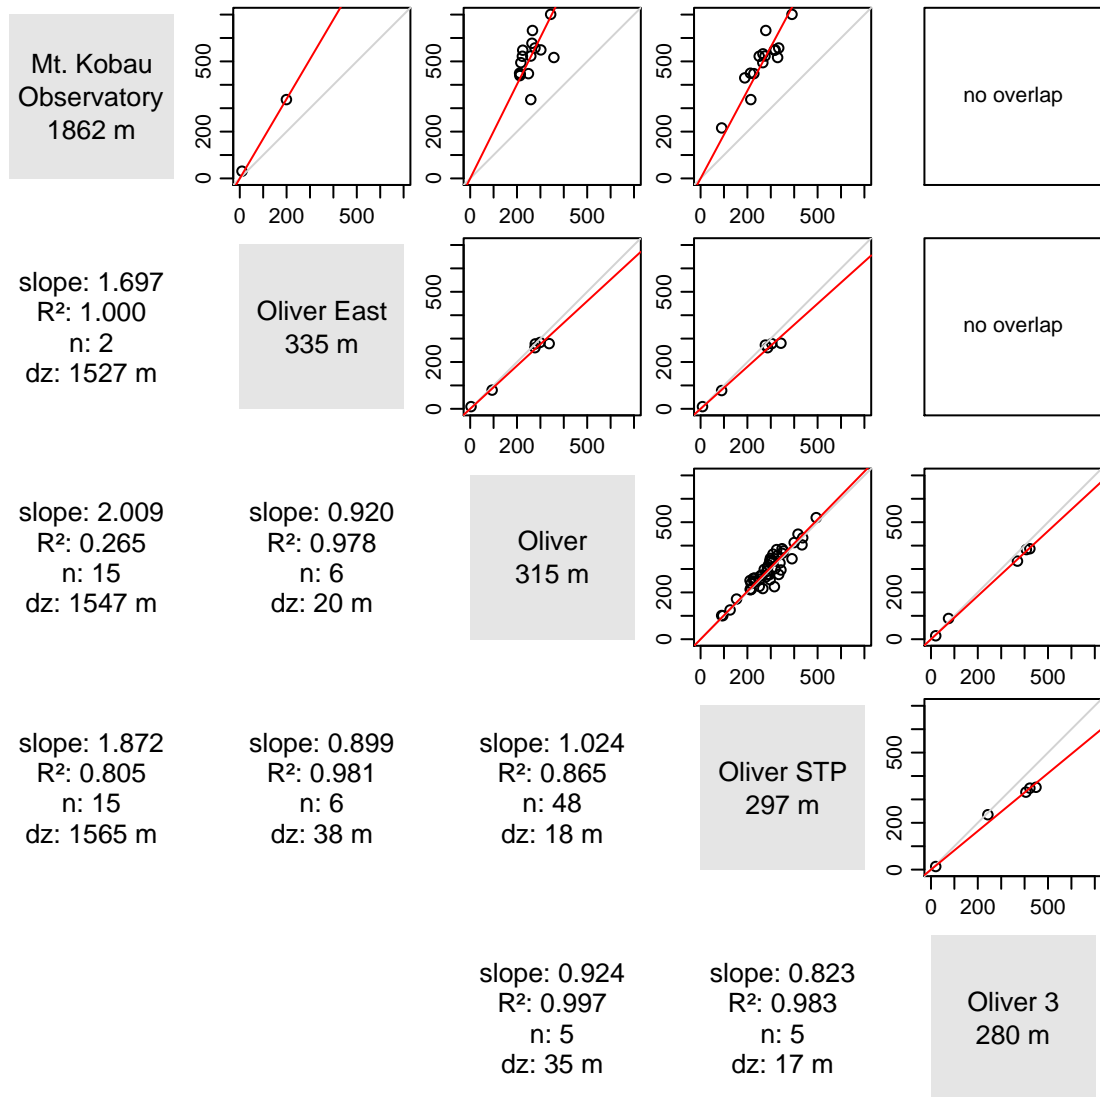 Mt. Kobau
Observatory
1862 m
0
200
500
0 200 500
0
200
500
0 200 500
0
200
500
0 200 500
no overlap
slope: 1.697
R²: 1.000
n: 2
dz: 1527 m
Oliver East
335 m
0
200
500
0 200 500
0
200
500
0 200 500
no overlap
slope: 2.009
R²: 0.265
n: 15
dz: 1547 m
slope: 0.920
R²: 0.978
n: 6
dz: 20 m
Oliver
315 m
0
200
500
0 200 500
0
200
500
0 200 500
slope: 1.872
R²: 0.805
n: 15
dz: 1565 m
slope: 0.899
R²: 0.981
n: 6
dz: 38 m
slope: 1.024
R²: 0.865
n: 48
dz: 18 m
Oliver STP
297 m
0
200
500
0 200 500
slope: 0.924
R²: 0.997
n: 5
dz: 35 m
slope: 0.823
R²: 0.983
n: 5
dz: 17 m
Oliver 3
280 m